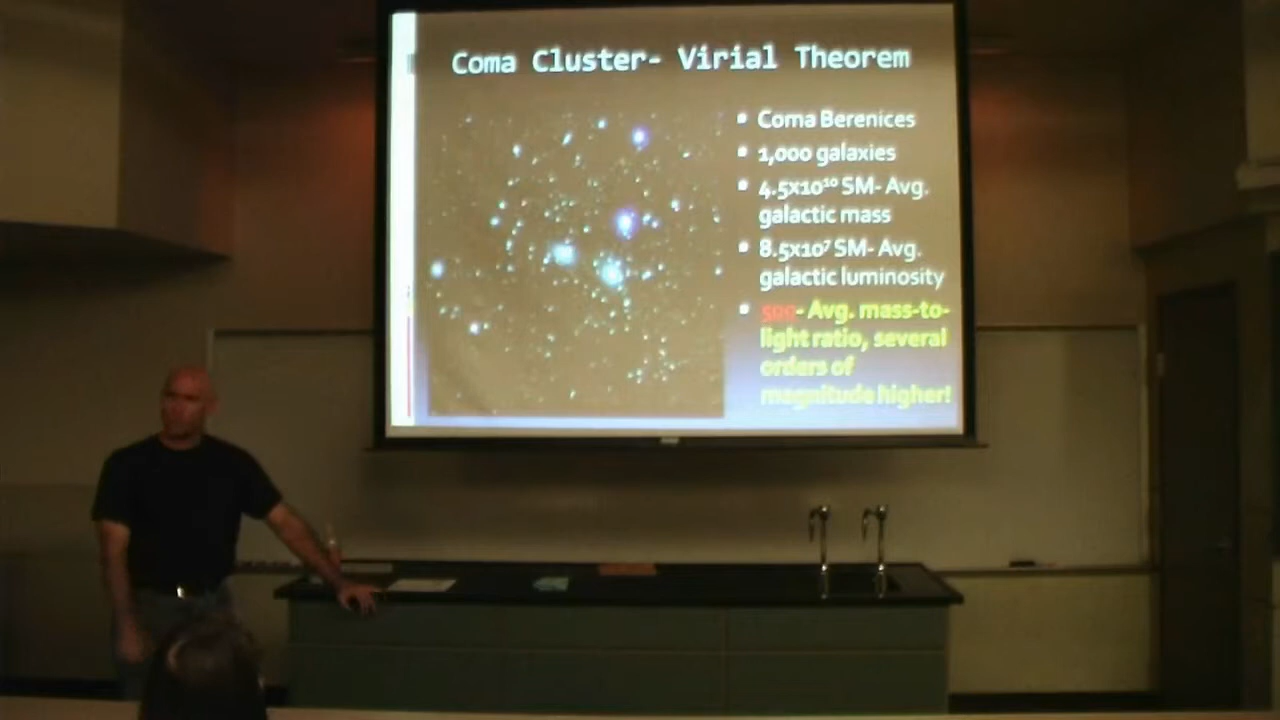 Coma Cluster- Virial Theorem
Coma Berenices
1,000 galaxies
4.5x10¹⁰ SM- Avg.
galactic mass
8.5x10⁷ SM- Avg.
galactic luminosity
- Avg. mass-to-
light ratio, several
orders of
magnitude higher!